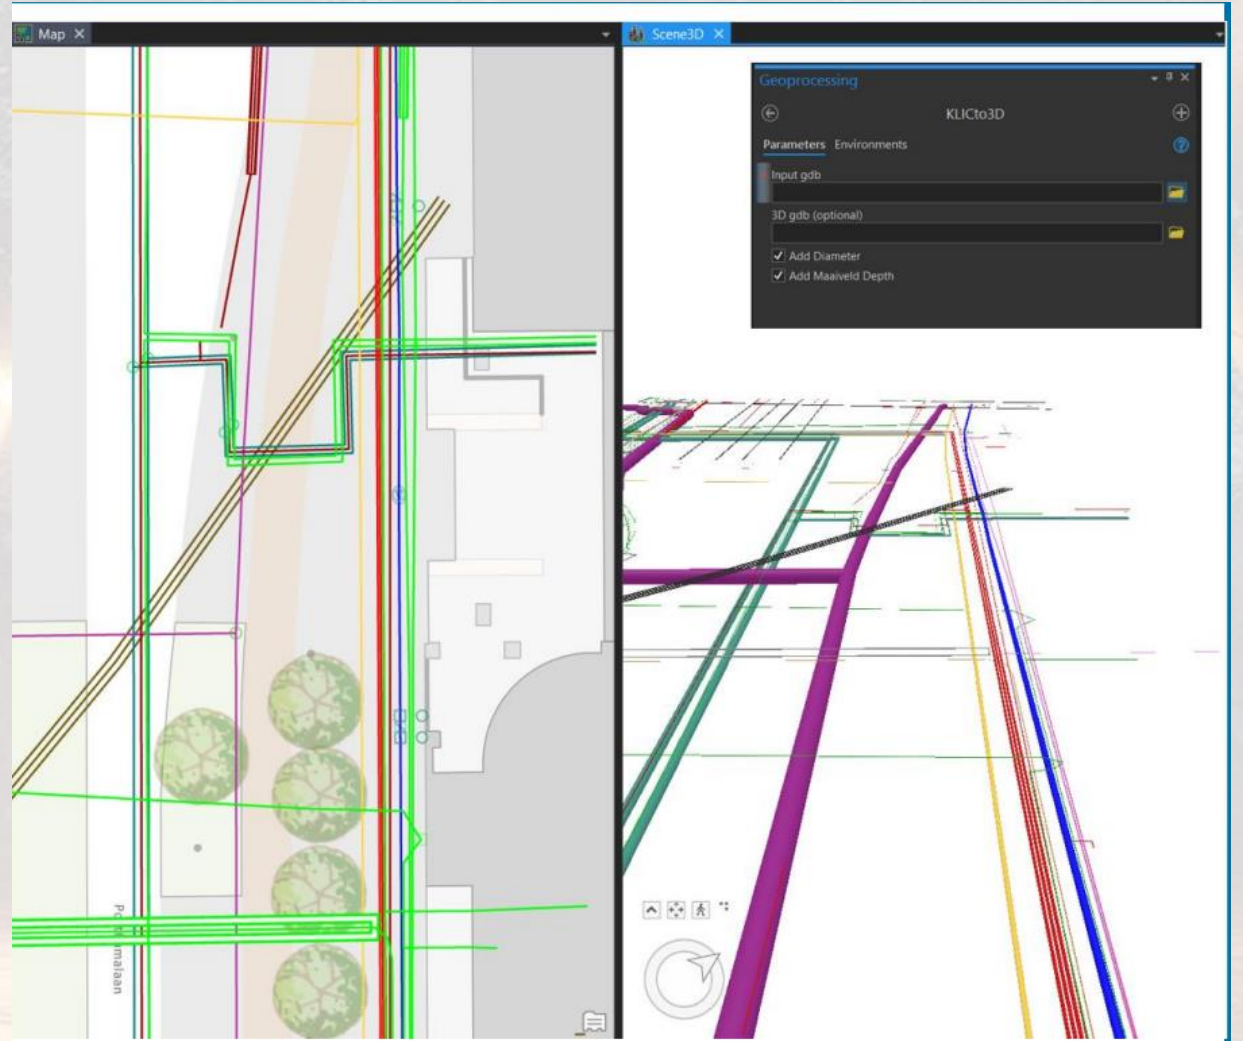 Map
Scene3D
Geoprocessing
KLICto3D
Parameters Environments
Input gdb
3D gdb (optional)
Add Diameter
Add Maaiveld Depth